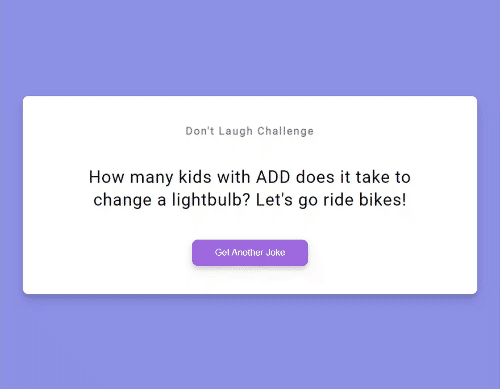 Don't Laugh Challenge
How many kids with ADD does it take to
change a lightbulb? Let's go ride bikes!
Get Another Joke